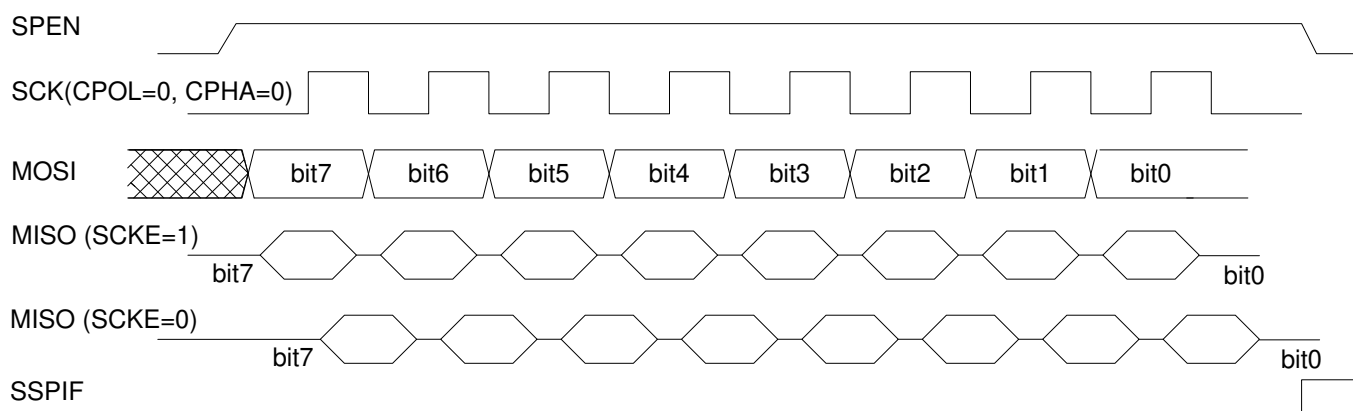 SPEN
SCK(CPOL=0, CPHA=0)
MOSI bit7 bit6 bit5 bit4 bit3 bit2 bit1 bit0
MISO (SCKE=1)
bit7 bit0
MISO (SCKE=0)
bit7 bit0
SSPIF